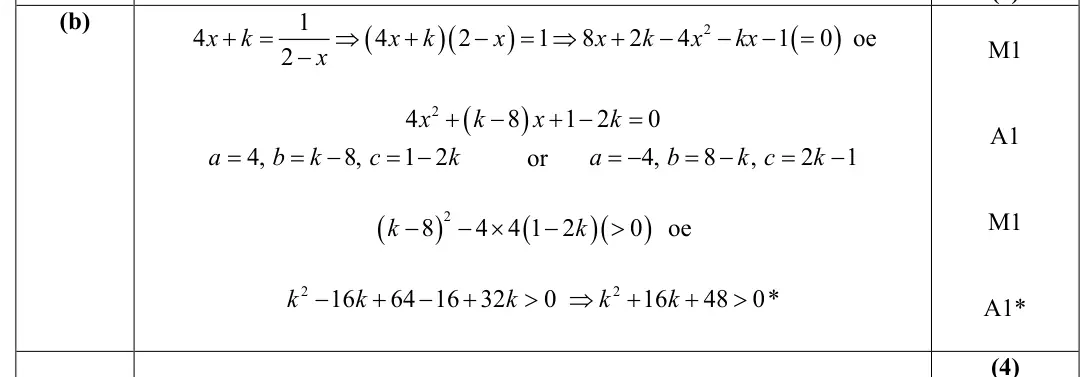 (b)
4x + k = 1/(2 − x) ⇒ (4x + k)(2 − x) = 1 ⇒ 8x + 2k − 4x² − kx − 1(= 0) oe
M1
4x² + (k − 8)x + 1 − 2k = 0
a = 4, b = k − 8, c = 1 − 2k or a = −4, b = 8 − k, c = 2k − 1
A1
(k − 8)² − 4 × 4(1 − 2k)(> 0) oe
M1
k² − 16k + 64 − 16 + 32k > 0 ⇒ k² + 16k + 48 > 0*
A1*
(4)